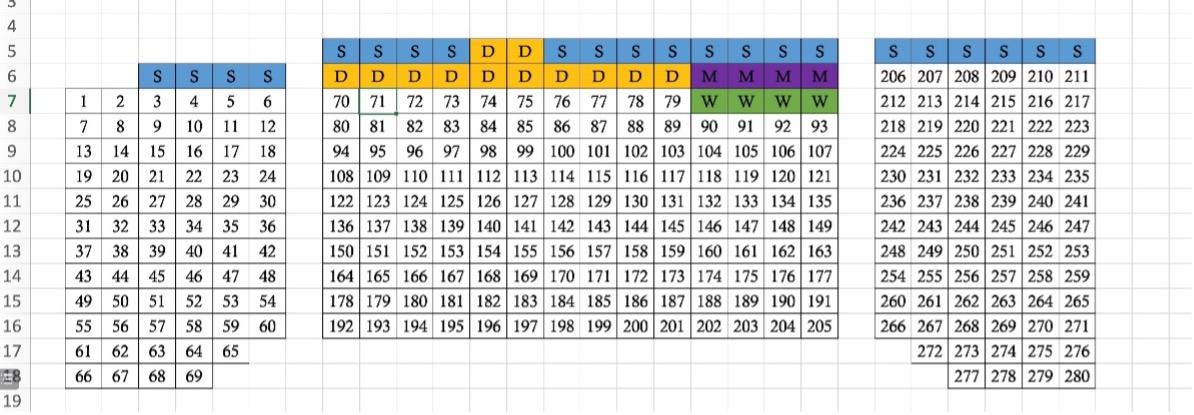 4
5 S S S S D D S S S S S S S S S S S S S S
6 S S S S D D D D D D D D D D M M M M 206 207 208 209 210 211
7 1 2 3 4 5 6 70 71 72 73 74 75 76 77 78 79 W W W W 212 213 214 215 216 217
8 7 8 9 10 11 12 80 81 82 83 84 85 86 87 88 89 90 91 92 93 218 219 220 221 222 223
9 13 14 15 16 17 18 94 95 96 97 98 99 100 101 102 103 104 105 106 107 224 225 226 227 228 229
10 19 20 21 22 23 24 108 109 110 111 112 113 114 115 116 117 118 119 120 121 230 231 232 233 234 235
11 25 26 27 28 29 30 122 123 124 125 126 127 128 129 130 131 132 133 134 135 236 237 238 239 240 241
12 31 32 33 34 35 36 136 137 138 139 140 141 142 143 144 145 146 147 148 149 242 243 244 245 246 247
13 37 38 39 40 41 42 150 151 152 153 154 155 156 157 158 159 160 161 162 163 248 249 250 251 252 253
14 43 44 45 46 47 48 164 165 166 167 168 169 170 171 172 173 174 175 176 177 254 255 256 257 258 259
15 49 50 51 52 53 54 178 179 180 181 182 183 184 185 186 187 188 189 190 191 260 261 262 263 264 265
16 55 56 57 58 59 60 192 193 194 195 196 197 198 199 200 201 202 203 204 205 266 267 268 269 270 271
17 61 62 63 64 65 272 273 274 275 276
66 67 68 69 277 278 279 280
19